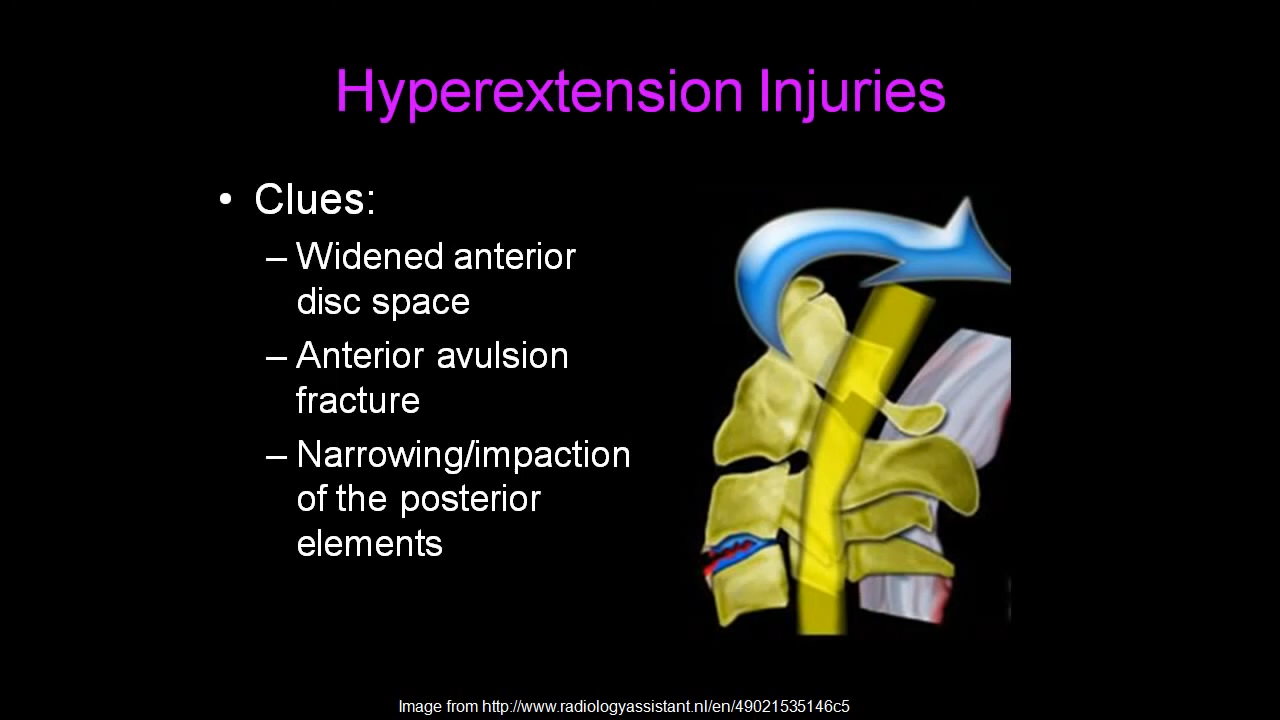 Hyperextension Injuries
• Clues:
– Widened anterior
disc space
– Anterior avulsion
fracture
– Narrowing/impaction
of the posterior
elements
Image from http://www.radiologyassistant.nl/en/49021535146c5